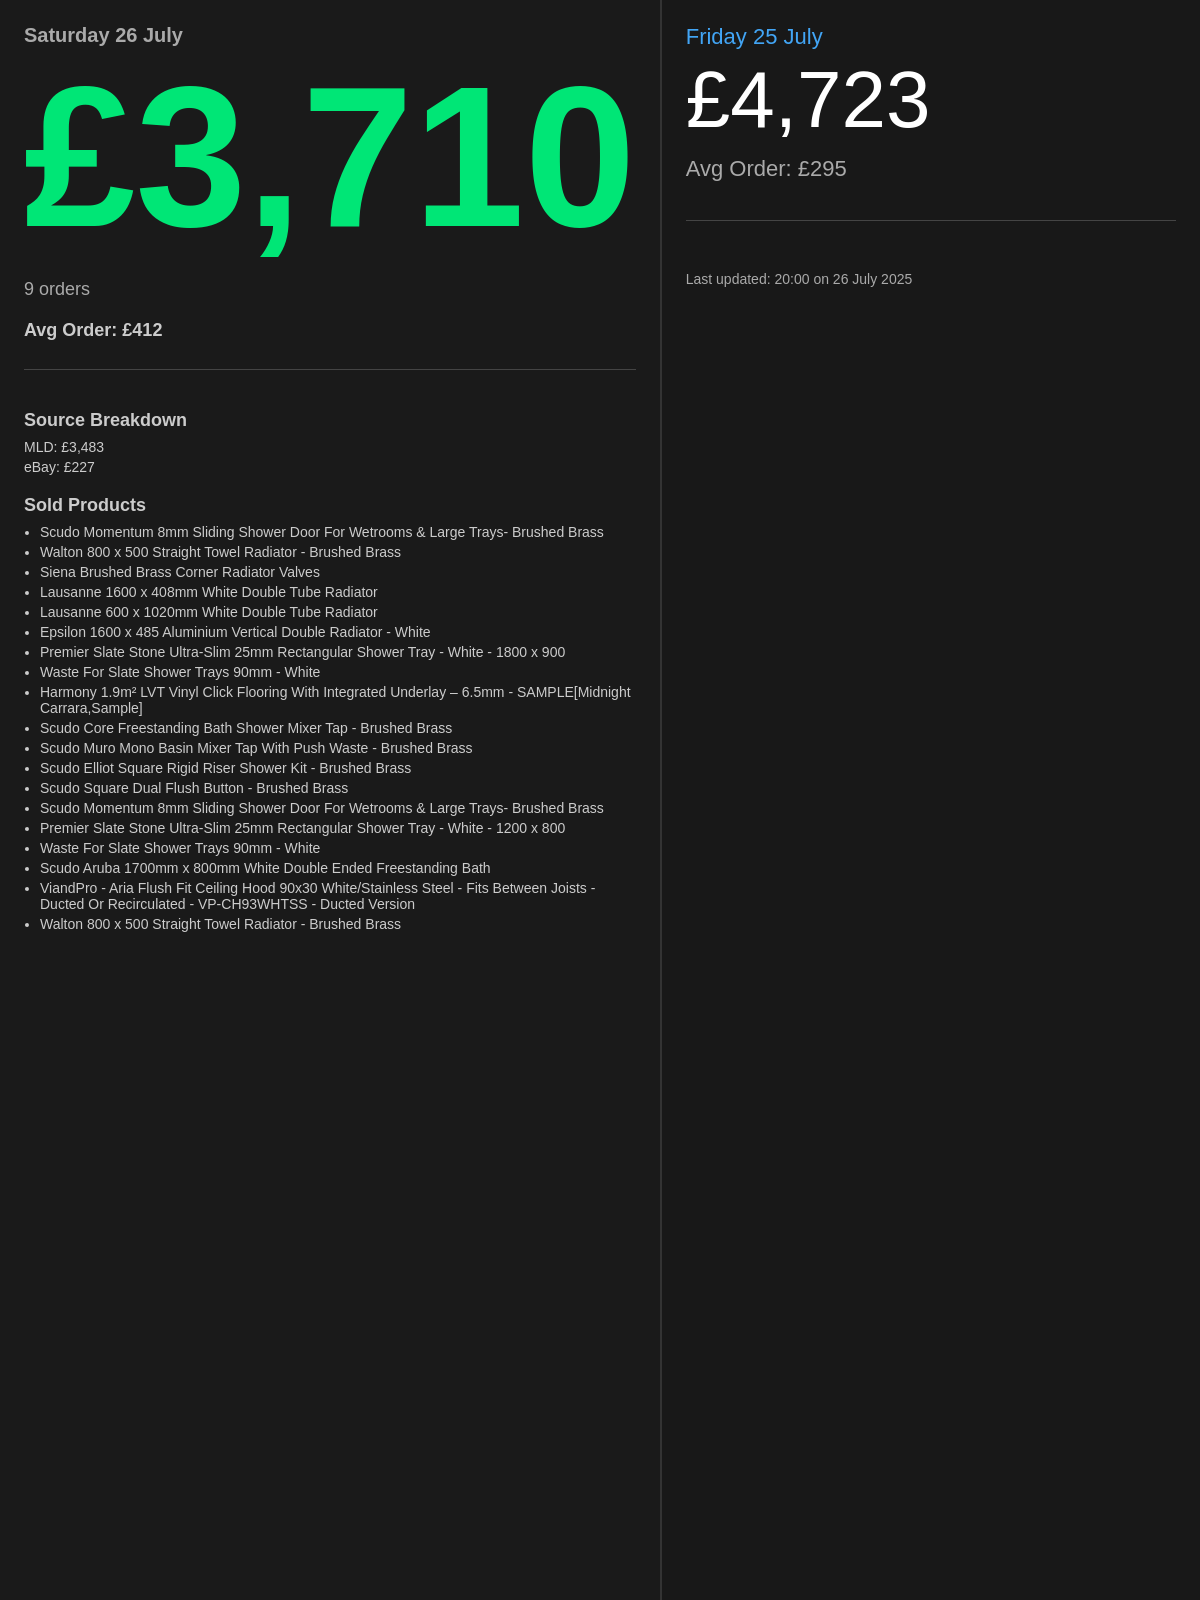 Saturday 26 July
£3,710
9 orders
Avg Order: £412
Source Breakdown
MLD: £3,483
eBay: £227
Sold Products
• Scudo Momentum 8mm Sliding Shower Door For Wetrooms & Large Trays- Brushed Brass
• Walton 800 x 500 Straight Towel Radiator - Brushed Brass
• Siena Brushed Brass Corner Radiator Valves
• Lausanne 1600 x 408mm White Double Tube Radiator
• Lausanne 600 x 1020mm White Double Tube Radiator
• Epsilon 1600 x 485 Aluminium Vertical Double Radiator - White
• Premier Slate Stone Ultra-Slim 25mm Rectangular Shower Tray - White - 1800 x 900
• Waste For Slate Shower Trays 90mm - White
• Harmony 1.9m² LVT Vinyl Click Flooring With Integrated Underlay – 6.5mm - SAMPLE[Midnight
Carrara,Sample]
• Scudo Core Freestanding Bath Shower Mixer Tap - Brushed Brass
• Scudo Muro Mono Basin Mixer Tap With Push Waste - Brushed Brass
• Scudo Elliot Square Rigid Riser Shower Kit - Brushed Brass
• Scudo Square Dual Flush Button - Brushed Brass
• Scudo Momentum 8mm Sliding Shower Door For Wetrooms & Large Trays- Brushed Brass
• Premier Slate Stone Ultra-Slim 25mm Rectangular Shower Tray - White - 1200 x 800
• Waste For Slate Shower Trays 90mm - White
• Scudo Aruba 1700mm x 800mm White Double Ended Freestanding Bath
• ViandPro - Aria Flush Fit Ceiling Hood 90x30 White/Stainless Steel - Fits Between Joists -
Ducted Or Recirculated - VP-CH93WHTSS - Ducted Version
• Walton 800 x 500 Straight Towel Radiator - Brushed Brass
Friday 25 July
£4,723
Avg Order: £295
Last updated: 20:00 on 26 July 2025